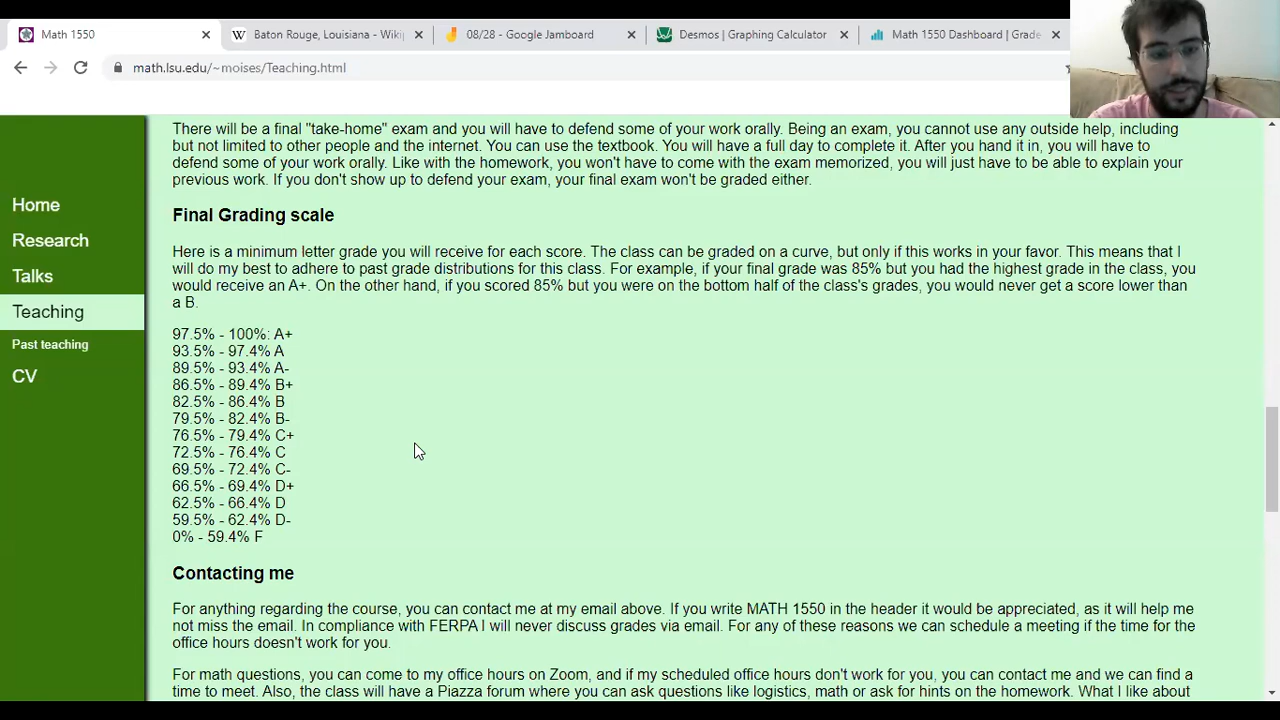 Math 1550
Baton Rouge, Louisiana - Wiki
08/28 - Google Jamboard
Desmos | Graphing Calculator
Math 1550 Dashboard | Grade
math.lsu.edu/~moises/Teaching.html
Home
Research
Talks
Teaching
Past teaching
CV
There will be a final "take-home" exam and you will have to defend some of your work orally. Being an exam, you cannot use any outside help, including
but not limited to other people and the internet. You can use the textbook. You will have a full day to complete it. After you hand it in, you will have to
defend some of your work orally. Like with the homework, you won't have to come with the exam memorized, you will just have to be able to explain your
previous work. If you don't show up to defend your exam, your final exam won't be graded either.
Final Grading scale
Here is a minimum letter grade you will receive for each score. The class can be graded on a curve, but only if this works in your favor. This means that I
will do my best to adhere to past grade distributions for this class. For example, if your final grade was 85% but you had the highest grade in the class, you
would receive an A+. On the other hand, if you scored 85% but you were on the bottom half of the class's grades, you would never get a score lower than
a B.
97.5% - 100%: A+
93.5% - 97.4% A
89.5% - 93.4% A-
86.5% - 89.4% B+
82.5% - 86.4% B
79.5% - 82.4% B-
76.5% - 79.4% C+
72.5% - 76.4% C
69.5% - 72.4% C-
66.5% - 69.4% D+
62.5% - 66.4% D
59.5% - 62.4% D-
0% - 59.4% F
Contacting me
For anything regarding the course, you can contact me at my email above. If you write MATH 1550 in the header it would be appreciated, as it will help me
not miss the email. In compliance with FERPA I will never discuss grades via email. For any of these reasons we can schedule a meeting if the time for the
office hours doesn't work for you.
For math questions, you can come to my office hours on Zoom, and if my scheduled office hours don't work for you, you can contact me and we can find a
time to meet. Also, the class will have a Piazza forum where you can ask questions like logistics, math or ask for hints on the homework. What I like about